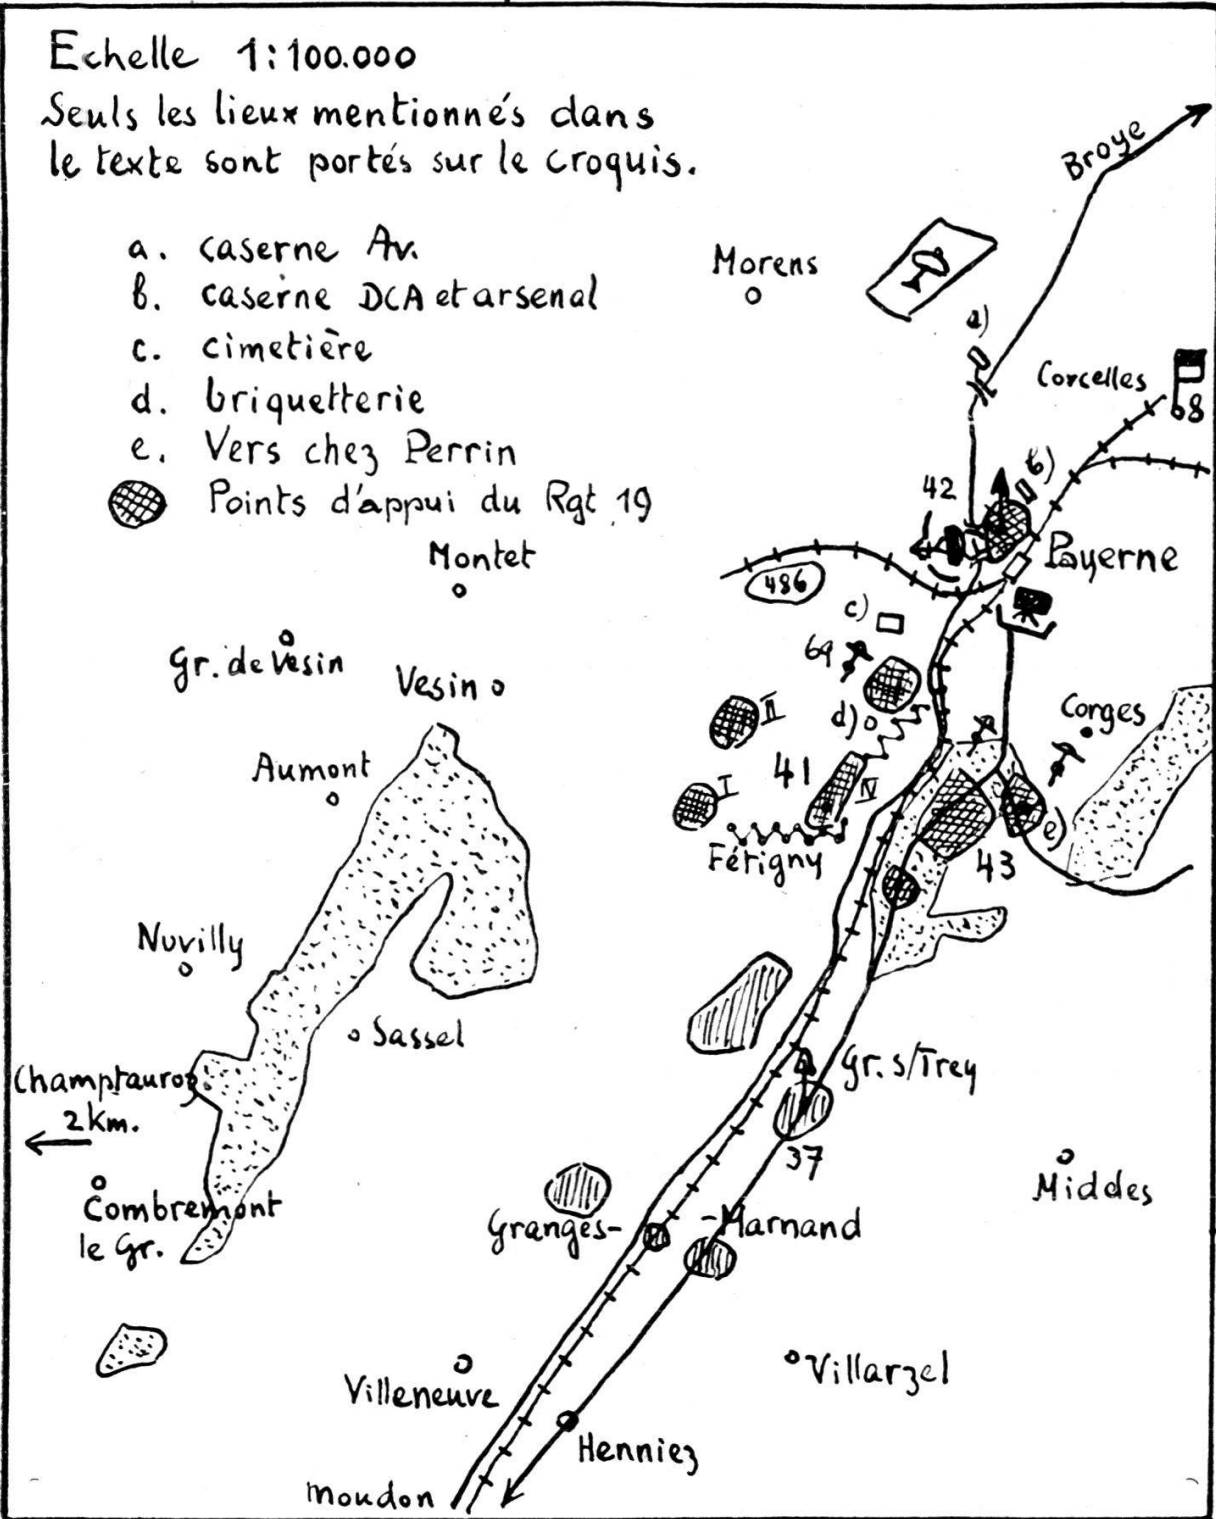 Echelle 1:100.000
Seuls les lieux mentionnés dans
le texte sont portés sur le croquis.
a. caserne Av.
b. caserne DCA et arsenal
c. cimetière
d. briquetterie
e. Vers chez Perrin
Points d'appui du Rgt 19
Broye
Morens
a)
Corcelles
68
b)
42
Payerne
Montet
486
c)
Gr. de Vesin
64
Vesin
II
d)
Corges
Aumont
41
I
IV
e)
Fétigny
43
Nuvilly
Sassel
Gr. s/Trey
Champtauroz
2 km.
37
Middes
Combremont
le Gr.
Granges-
-Marnand
Villeneuve
Villarzel
Henniez
Moudon